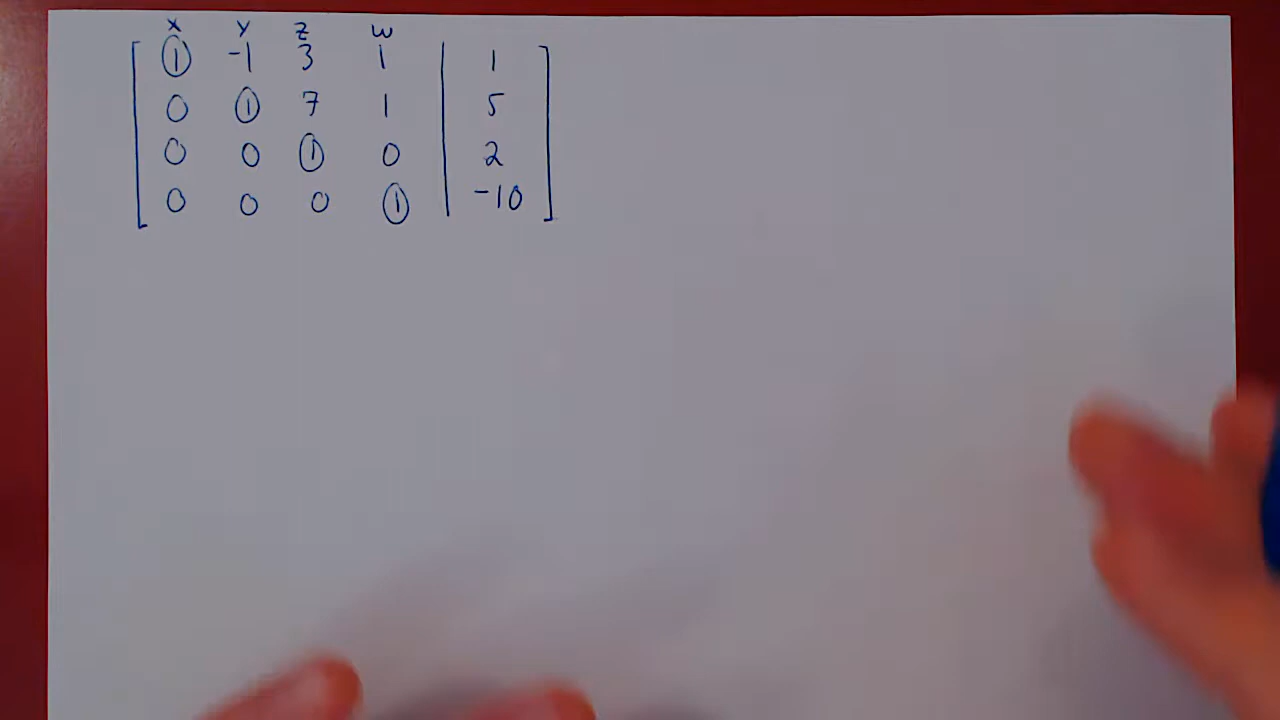 x y z w
1 -1 3 1 | 1
0 1 7 1 | 5
0 0 1 0 | 2
0 0 0 1 | -10